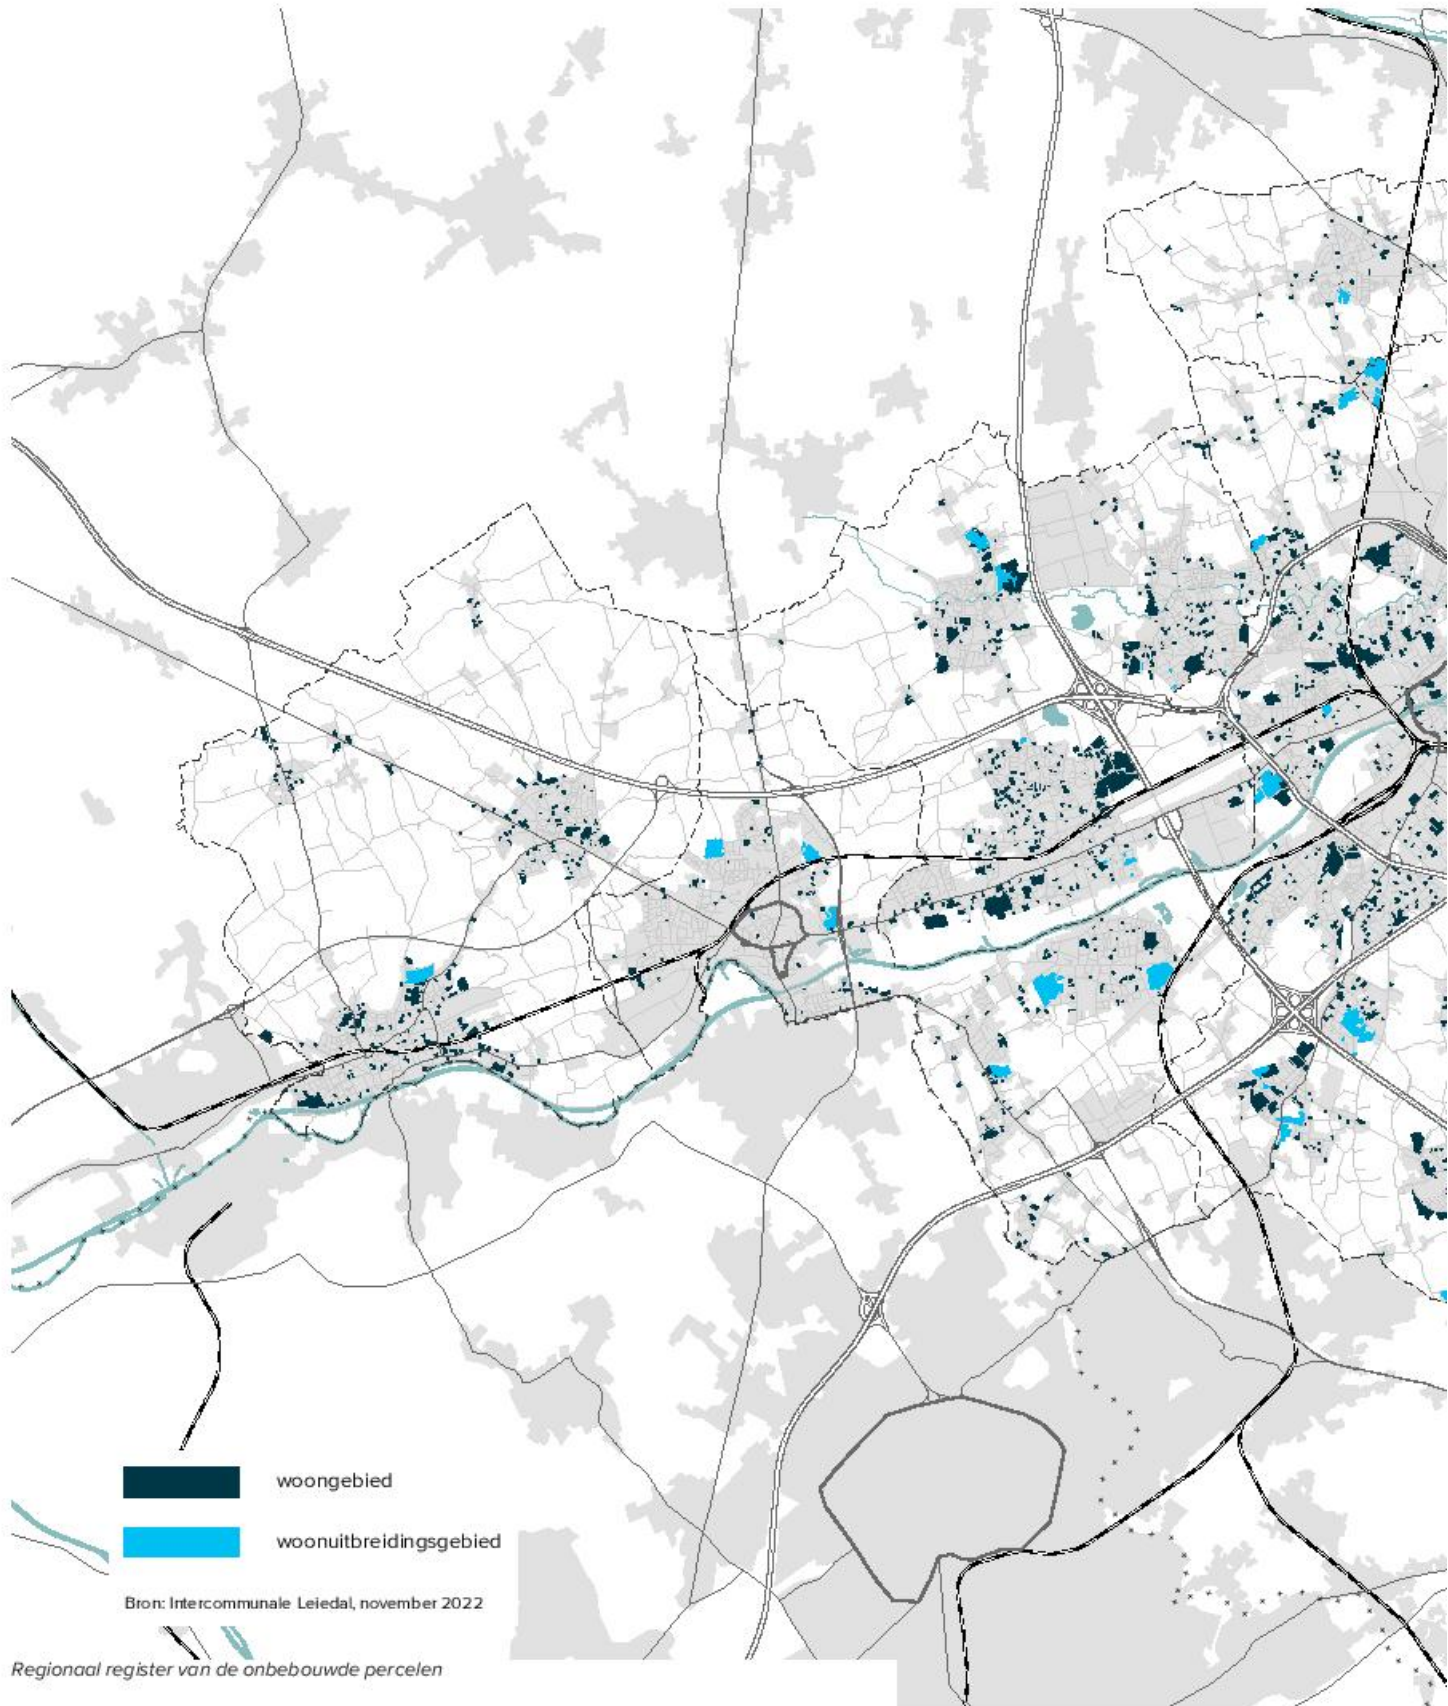 woongebied
woonuitbreidingsgebied
Bron: Intercommunale Leiedal, november 2022
Regionaal register van de onbebouwde percelen